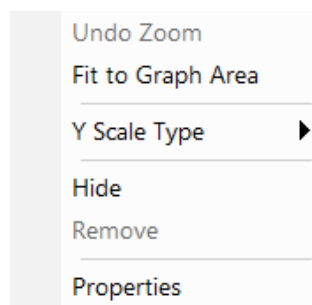 Undo Zoom
Fit to Graph Area
Y Scale Type
Hide
Remove
Properties